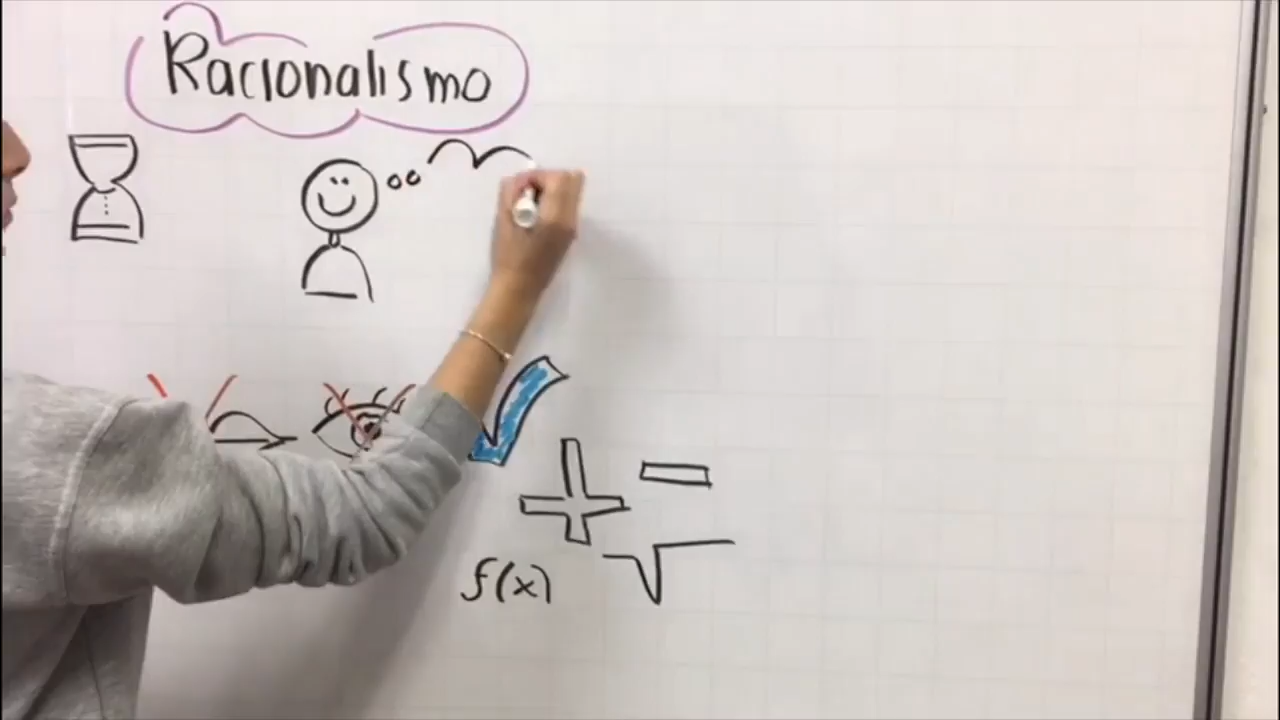 Racionalismo
+ -
f(x) √